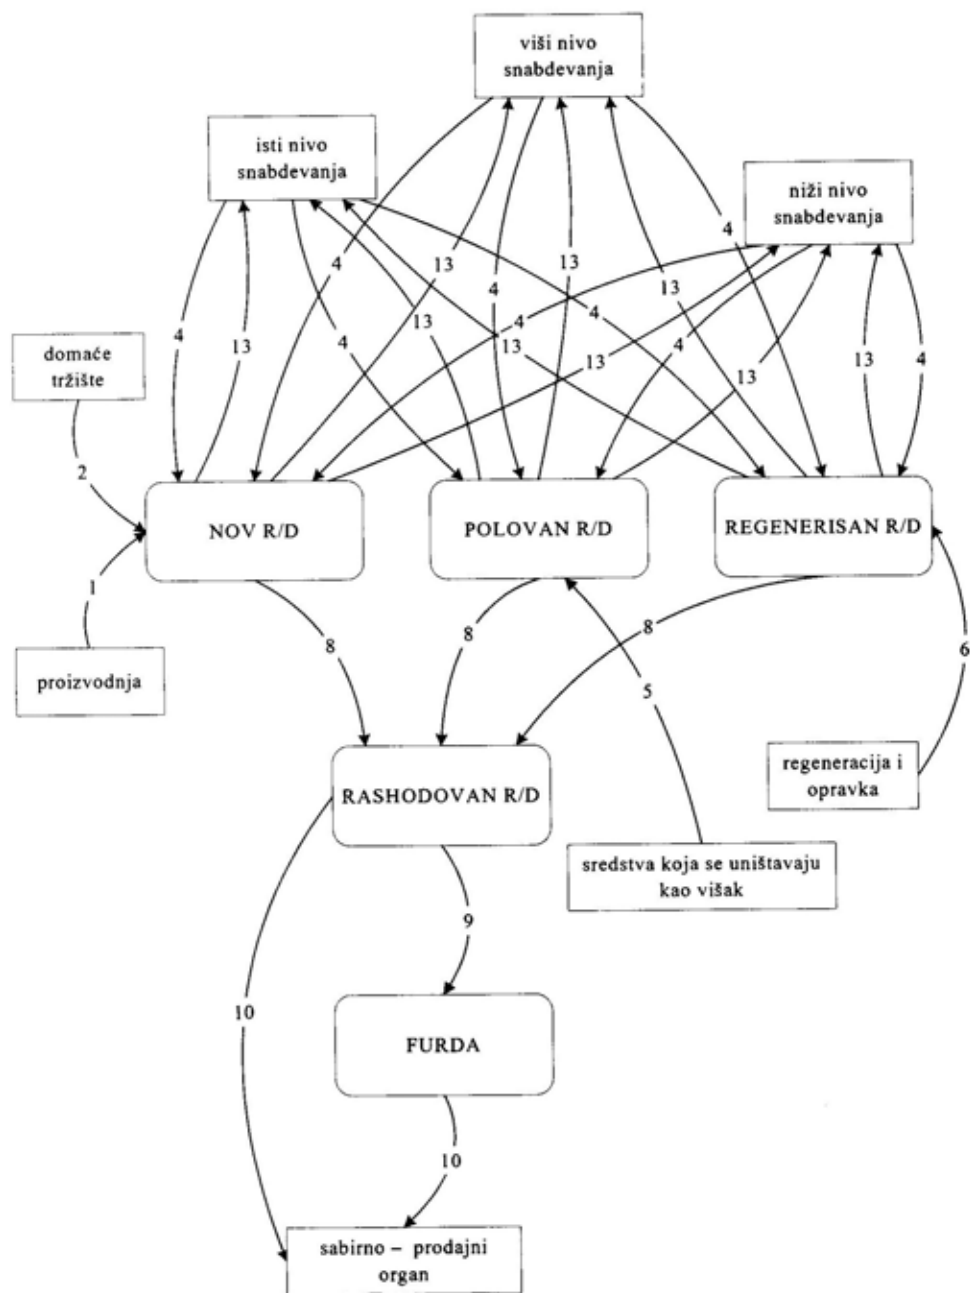 viši nivo
snabdevanja
isti nivo
snabdevanja
niži nivo
snabdevanja
4
13
4
13
4
13
4
13
4
4
13
4
13
4
13
4
13
13
4
domaće
tržište
2
NOV R/D
POLOVAN R/D
REGENERISAN R/D
1
proizvodnja
8
8
8
5
6
RASHODOVAN R/D
regeneracija i
opravka
sredstva koja se uništavaju
kao višak
9
10
FURDA
10
sabirno – prodajni
organ